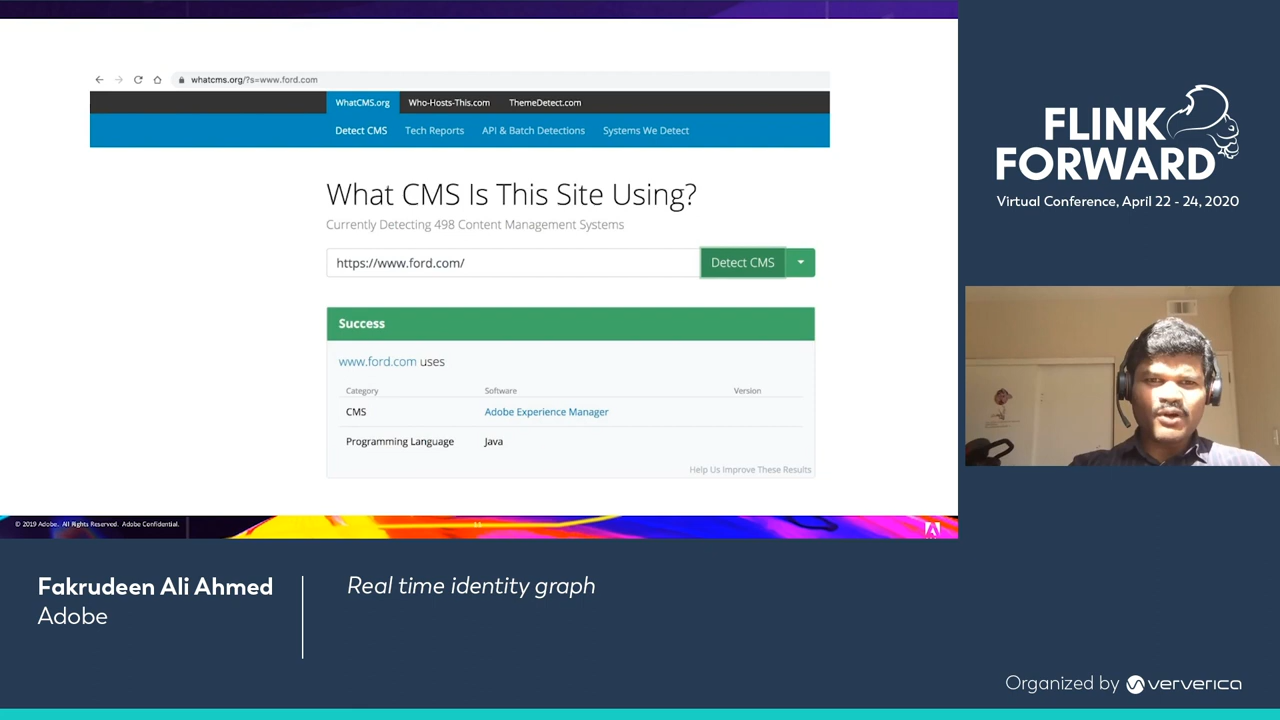 whatcms.org/?s=www.ford.com
WhatCMS.org Who-Hosts-This.com ThemeDetect.com
Detect CMS Tech Reports API & Batch Detections Systems We Detect
What CMS Is This Site Using?
Currently Detecting 498 Content Management Systems
https://www.ford.com/ Detect CMS
Success
www.ford.com uses
Category Software Version
CMS Adobe Experience Manager
Programming Language Java
Help Us Improve These Results
© 2019 Adobe. All Rights Reserved. Adobe Confidential.
FLINK
FORWARD
Virtual Conference, April 22 - 24, 2020
Fakrudeen Ali Ahmed
Adobe
Real time identity graph
Organized by ververica